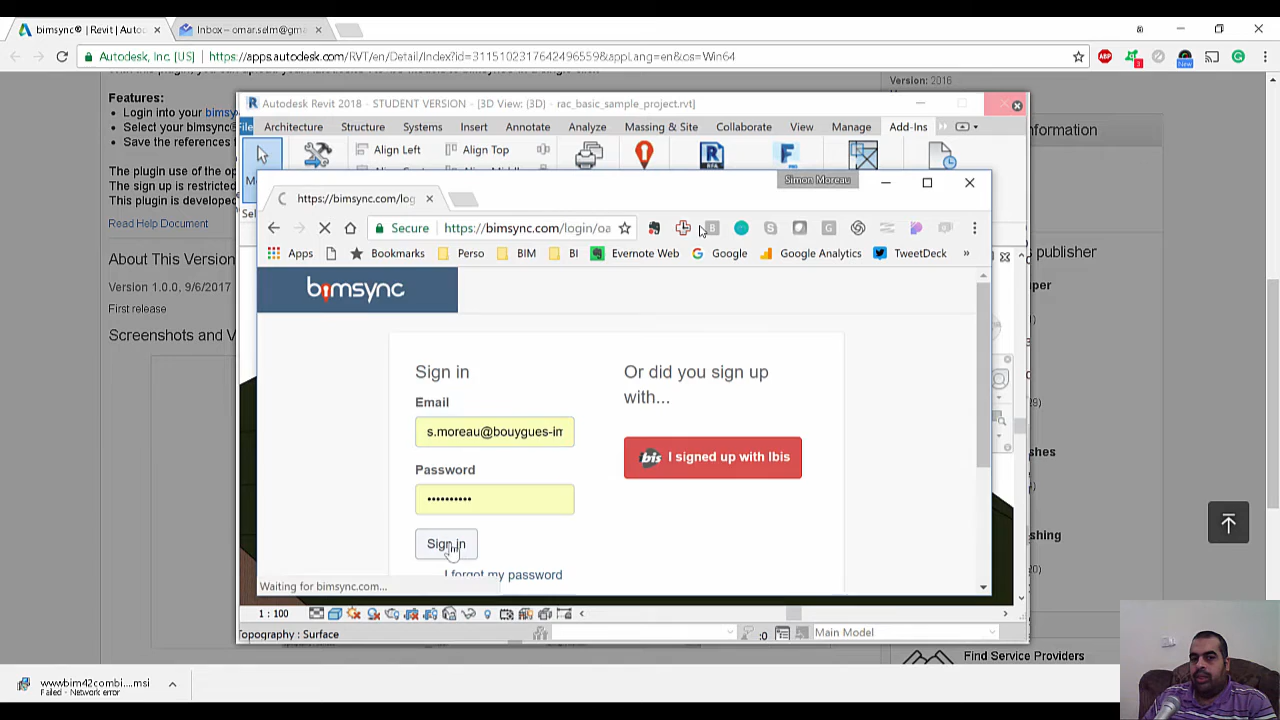 bimsync® | Revit | Auto
Inbox – omar.selm@gm
Autodesk, Inc. [US]
https://apps.autodesk.com/RVT/en/Detail/Index?id=3115102317642496559&appLang=en&os=Win64
Features:
Login into your bimsy
Select your bimsync®
Save the references
The plugin use of the
The sign up is restricted
This plugin is developed
Read Help Document
About This Version
Version 1.0.0, 9/6/2017
First release
Screenshots and V
Version: 2016
formation
publisher
29)
shes
shing
Find Service Providers
Autodesk Revit 2018 - STUDENT VERSION - [3D View: {3D} - rac_basic_sample_project.rvt]
File Architecture Structure Systems Insert Annotate Analyze Massing & Site Collaborate View Manage Add-Ins
Align Left
Align Top
Simon Moreau
https://bimsync.com/log
Secure
https://bimsync.com/login/oa
Apps Bookmarks Perso BIM BI Evernote Web Google Google Analytics TweetDeck »
bimsync
Sign in
Email
s.moreau@bouygues-im
Password
••••••••••
Sign in
I forgot my password
Or did you sign up
with...
ibis I signed up with Ibis
Waiting for bimsync.com...
1 : 100
Topography : Surface
:0
Main Model
wwwbim42combi....msi
Failed - Network error